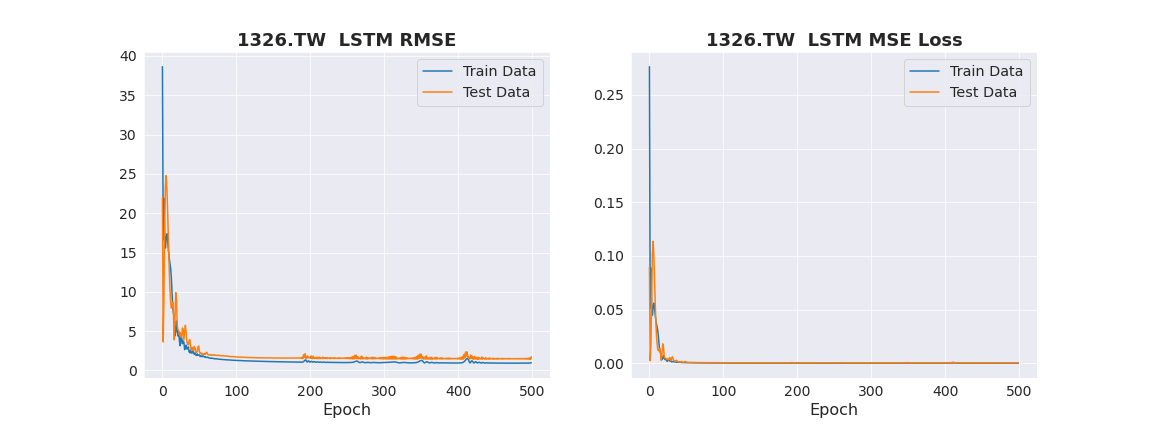 1326.TW  LSTM RMSE
40
35
30
25
20
15
10
5
0
Train Data
Test Data
0 100 200 300 400 500
Epoch
1326.TW  LSTM MSE Loss
0.25
0.20
0.15
0.10
0.05
0.00
Train Data
Test Data
0 100 200 300 400 500
Epoch